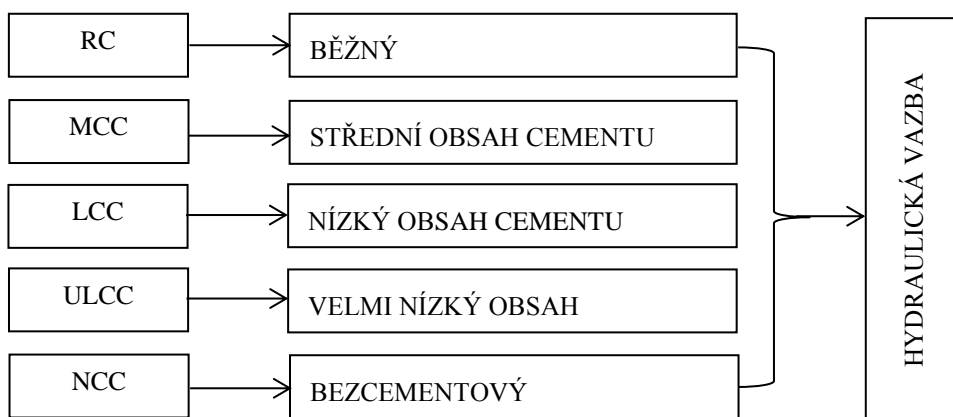 RC
BĚŽNÝ
MCC
STŘEDNÍ OBSAH CEMENTU
LCC
NÍZKÝ OBSAH CEMENTU
ULCC
VELMI NÍZKÝ OBSAH
NCC
BEZCEMENTOVÝ
HYDRAULICKÁ VAZBA